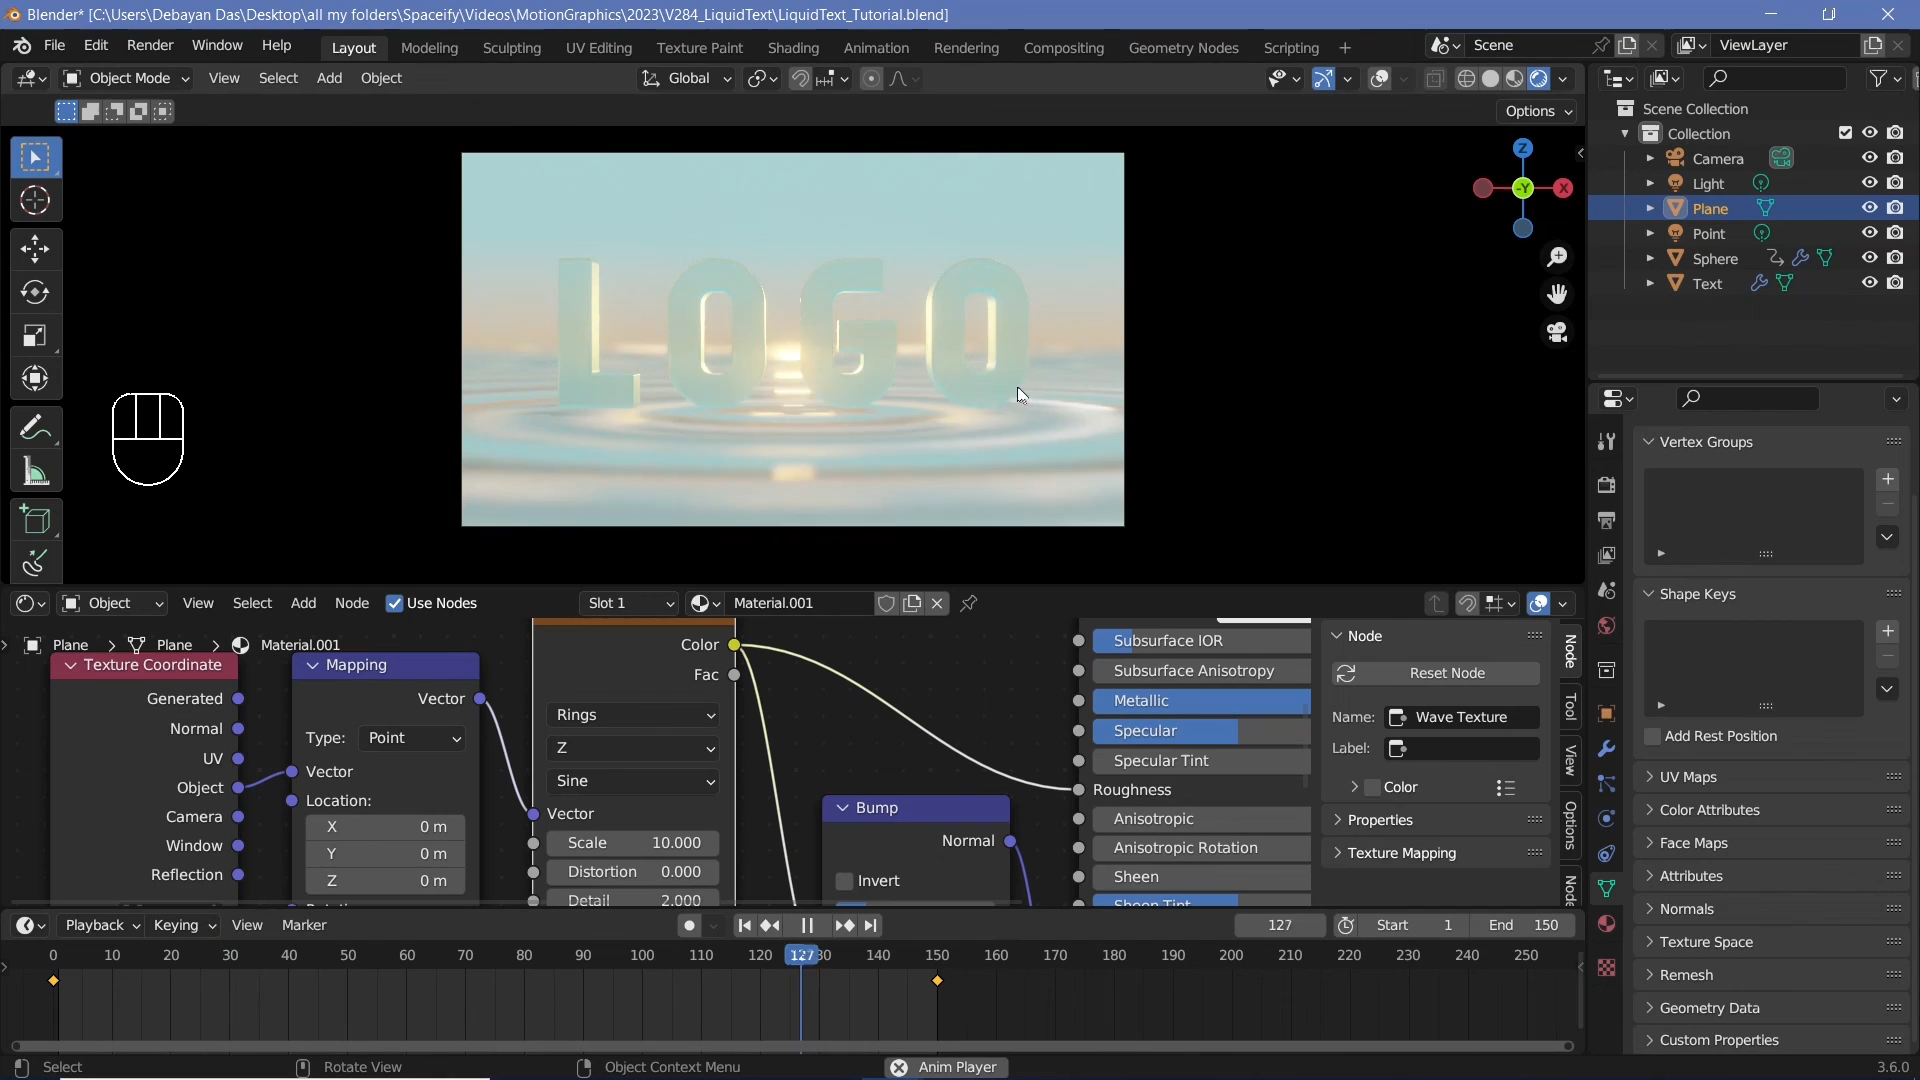 Blender* [C:\Users\Debayan Das\Desktop\all my folders\Spaceify\Videos\MotionGraphics\2023\V284_LiquidText\LiquidText_Tutorial.blend]
File Edit Render Window Help Layout Modeling Sculpting UV Editing Texture Paint Shading Animation Rendering Compositing Geometry Nodes Scripting + Scene ViewLayer
Object Mode View Select Add Object Global
Options
Scene Collection
Collection
Camera
Light
Plane
Point
Sphere
Text
Z
-Y X
LOGO
Vertex Groups
Shape Keys
Add Rest Position
UV Maps
Color Attributes
Face Maps
Attributes
Normals
Texture Space
Remesh
Geometry Data
Custom Properties
Object View Select Add Node Use Nodes Slot 1 Material.001
Plane Plane Material.001
Texture Coordinate
Generated
Normal
UV
Object
Camera
Window
Reflection
Mapping
Vector
Type: Point
Vector
Location:
X 0 m
Y 0 m
Z 0 m
Color
Fac
Rings
Z
Sine
Vector
Scale 10.000
Distortion 0.000
Detail 2.000
Bump
Normal
Invert
Subsurface IOR
Subsurface Anisotropy
Metallic
Specular
Specular Tint
Roughness
Anisotropic
Anisotropic Rotation
Sheen
Sheen Tint
Node
Reset Node
Name: Wave Texture
Label:
Color
Properties
Texture Mapping
Node
Tool
View
Options
Playback Keying View Marker 127 Start 1 End 150
0 10 20 30 40 50 60 70 80 90 100 110 120 127 30 140 150 160 170 180 190 200 210 220 230 240 250
Select Rotate View Object Context Menu Anim Player 3.6.0